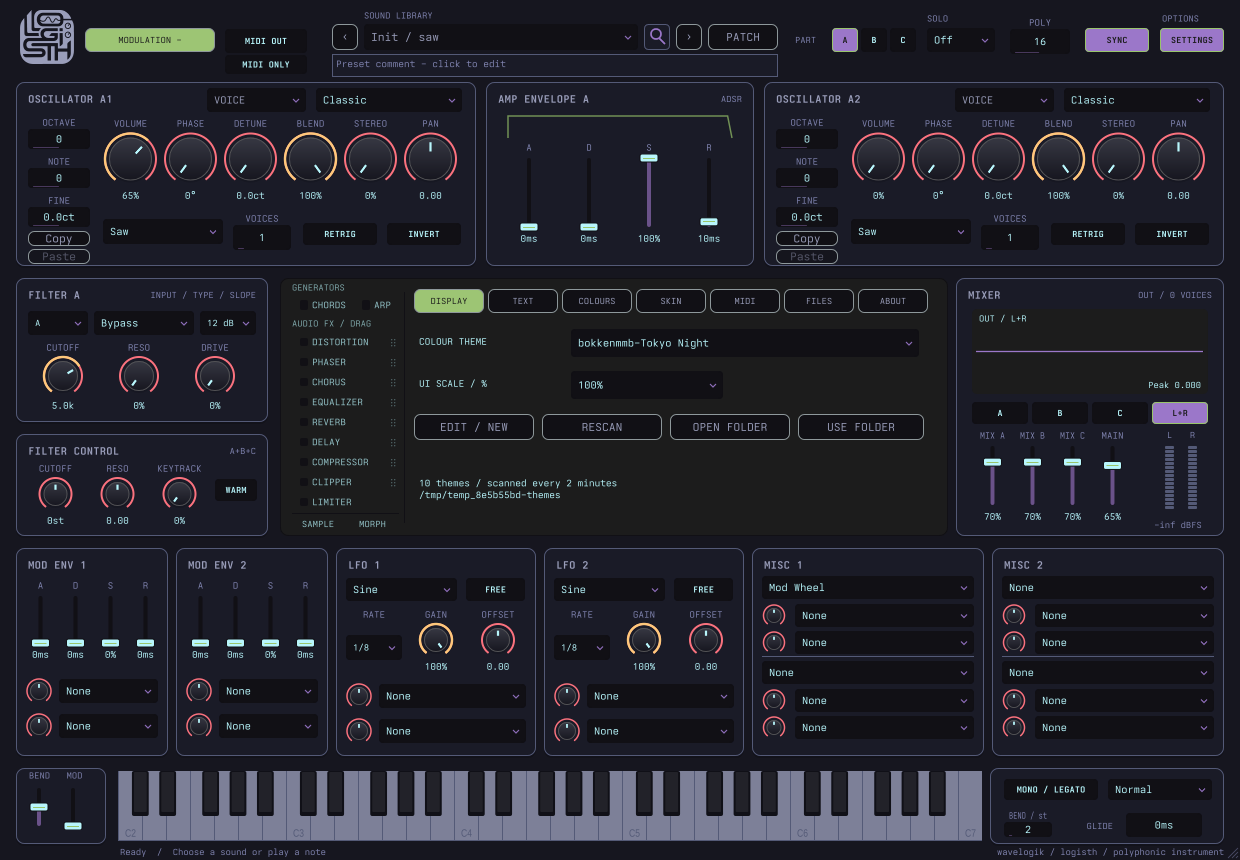 LOGISTH
SOUND LIBRARY
SOLO
POLY
OPTIONS
MODULATION –
MIDI OUT
MIDI ONLY
‹
Init / saw
›
PATCH
PART
A
B
C
Off
16
SYNC
SETTINGS
Preset comment – click to edit
OSCILLATOR A1
VOICE
Classic
OCTAVE
0
NOTE
0
FINE
0.0ct
Copy
Paste
VOLUME
PHASE
DETUNE
BLEND
STEREO
PAN
65%
0°
0.0ct
100%
0%
0.00
Saw
VOICES
1
RETRIG
INVERT
AMP ENVELOPE A
ADSR
A
D
S
R
0ms
0ms
100%
10ms
OSCILLATOR A2
VOICE
Classic
OCTAVE
0
NOTE
0
FINE
0.0ct
Copy
Paste
VOLUME
PHASE
DETUNE
BLEND
STEREO
PAN
0%
0°
0.0ct
100%
0%
0.00
Saw
VOICES
1
RETRIG
INVERT
FILTER A
INPUT / TYPE / SLOPE
A
Bypass
12 dB
CUTOFF
RESO
DRIVE
5.0k
0%
0%
FILTER CONTROL
A+B+C
CUTOFF
RESO
KEYTRACK
0st
0.00
0%
WARM
GENERATORS
CHORDS
ARP
AUDIO FX / DRAG
DISTORTION
PHASER
CHORUS
EQUALIZER
REVERB
DELAY
COMPRESSOR
CLIPPER
LIMITER
SAMPLE
MORPH
DISPLAY
TEXT
COLOURS
SKIN
MIDI
FILES
ABOUT
COLOUR THEME
bokkenmmb-Tokyo Night
UI SCALE / %
100%
EDIT / NEW
RESCAN
OPEN FOLDER
USE FOLDER
10 themes / scanned every 2 minutes
/tmp/temp_8e5b55bd-themes
MIXER
OUT / 0 VOICES
OUT / L+R
Peak 0.000
A
B
C
L+R
MIX A
MIX B
MIX C
MAIN
L
R
70%
70%
70%
65%
-inf dBFS
MOD ENV 1
A
D
S
R
0ms
0ms
0%
0ms
None
None
MOD ENV 2
A
D
S
R
0ms
0ms
0%
0ms
None
None
LFO 1
Sine
FREE
RATE
GAIN
OFFSET
1/8
100%
0.00
None
None
LFO 2
Sine
FREE
RATE
GAIN
OFFSET
1/8
100%
0.00
None
None
MISC 1
Mod Wheel
None
None
None
None
None
MISC 2
None
None
None
None
None
None
BEND
MOD
C2
C3
C4
C5
C6
C7
MONO / LEGATO
Normal
BEND / st
2
GLIDE
0ms
Ready / Choose a sound or play a note
wavelogik / logisth / polyphonic instrument